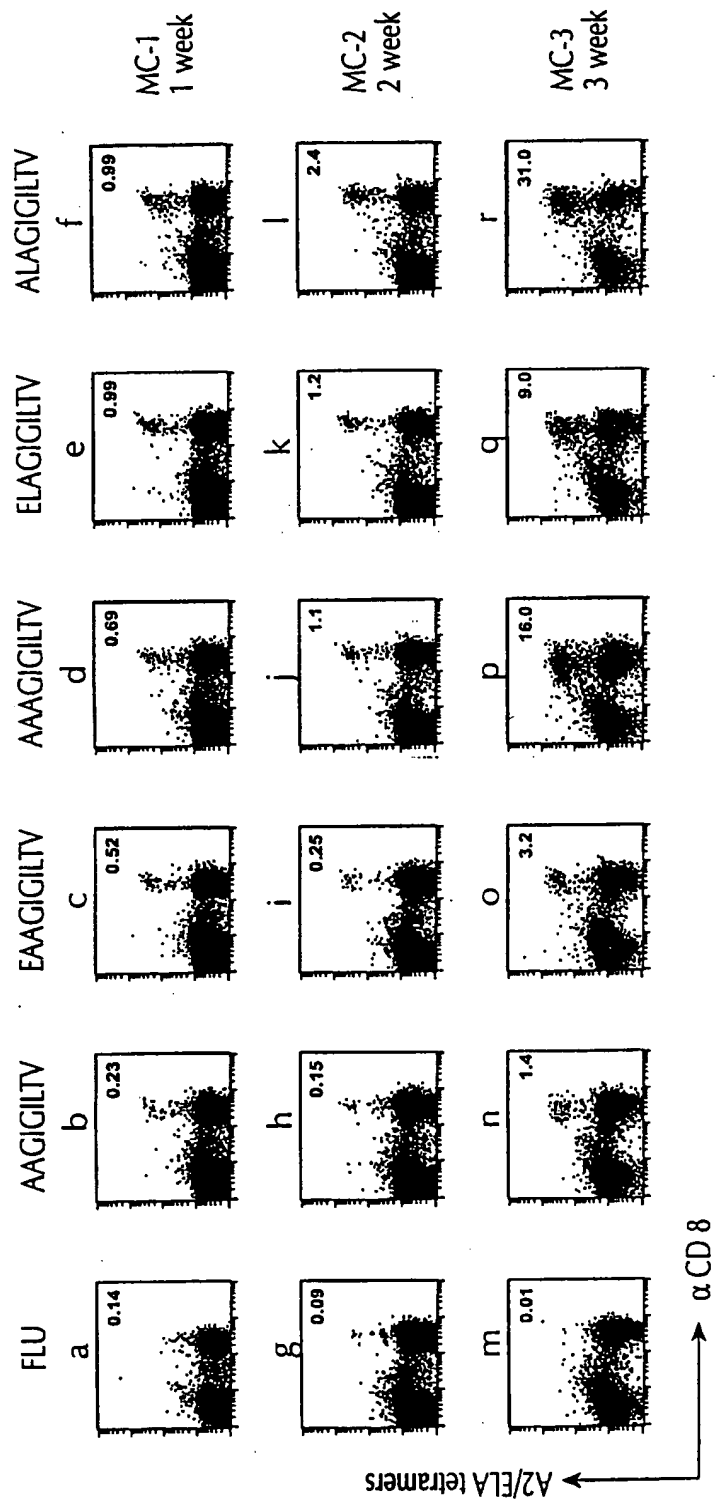 FLU AAGIGILTV EAAGIGILTV AAAGIGILTV ELAGIGILTV ALAGIGILTV
a b c d e f
0.14 0.23 0.52 0.69 0.99 0.99
MC-1
1 week
g h i j k l
0.09 0.15 0.25 1.1 1.2 2.4
MC-2
2 week
m n o p q r
0.01 1.4 3.2 16.0 9.0 31.0
MC-3
3 week
A2/ELA tetramers
α CD 8